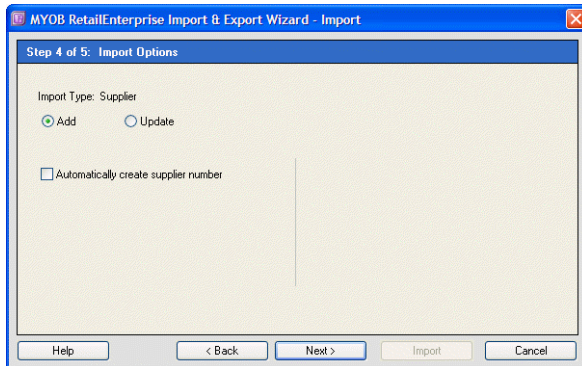 MYOB RetailEnterprise Import & Export Wizard - Import
Step 4 of 5: Import Options
Import Type: Supplier
Add Update
Automatically create supplier number
Help < Back Next > Import Cancel